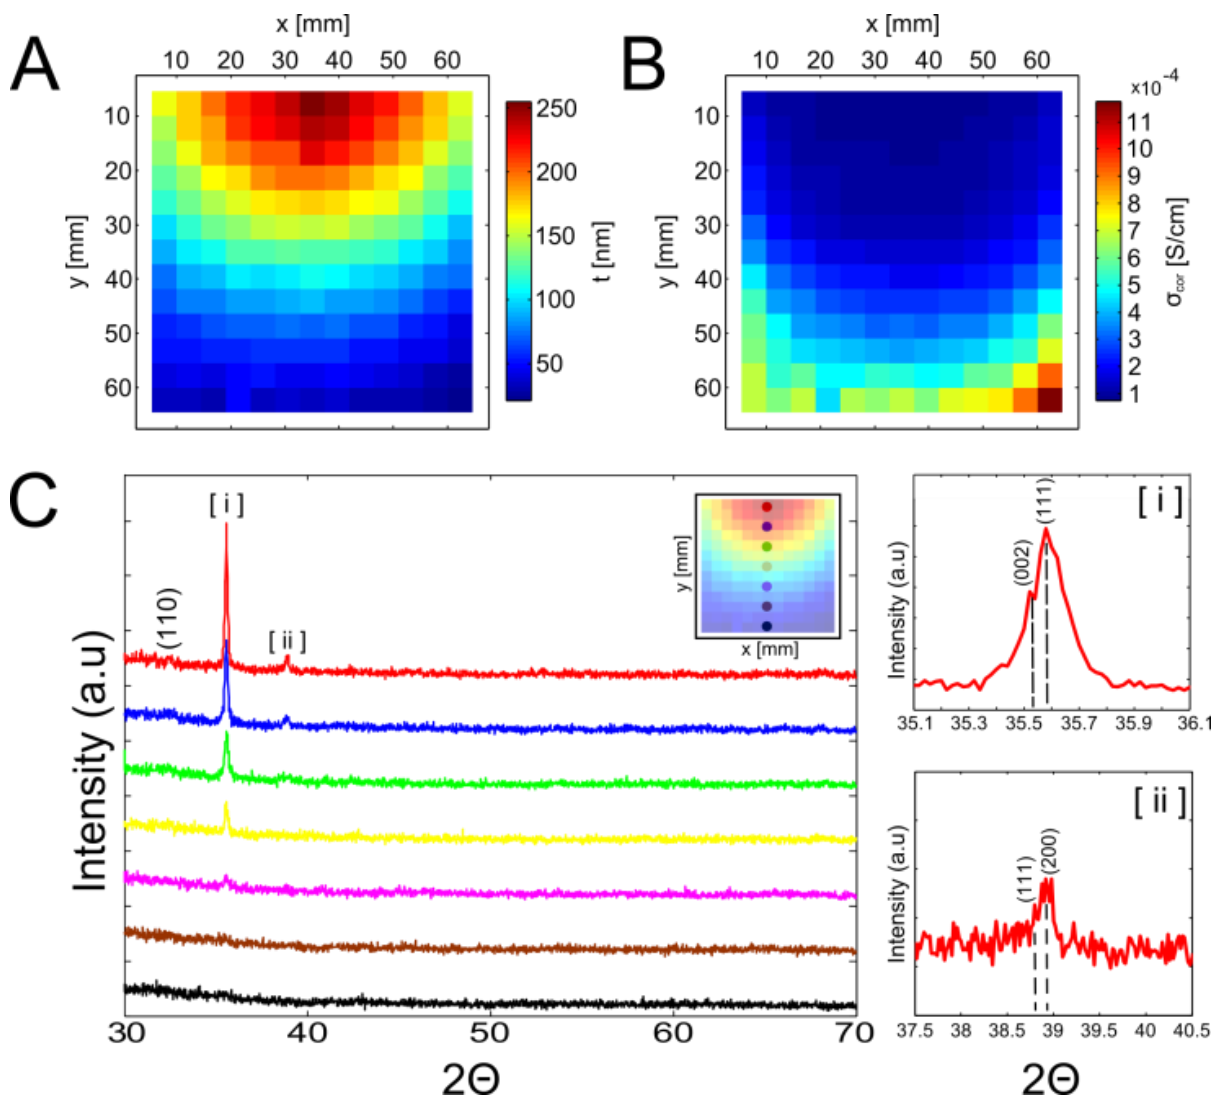 A
x [mm]
10 20 30 40 50 60
y [mm]
10
20
30
40
50
60
t [nm]
250
200
150
100
50
B
x [mm]
10 20 30 40 50 60
y [mm]
10
20
30
40
50
60
×10⁻⁴
11
10
9
8
7
6
5
4
3
2
1
σcor [S/cm]
C
Intensity (a.u)
(110)
[ i ]
[ ii ]
y [mm]
x [mm]
30 40 50 60 70
2Θ
[ i ]
Intensity (a.u)
(002)
(111)
35.1 35.3 35.5 35.7 35.9 36.1
[ ii ]
Intensity (a.u)
(111)
(200)
37.5 38 38.5 39 39.5 40 40.5
2Θ